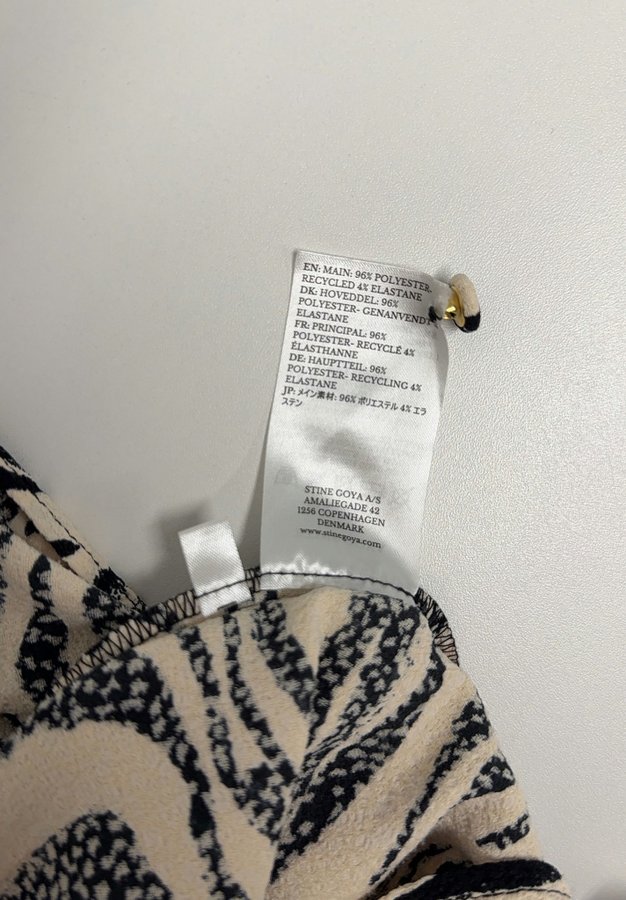 EN: MAIN: 96% POLYESTER-
RECYCLED 4% ELASTANE
DK: HOVEDDEL: 96%
POLYESTER- GENANVENDT
ELASTANE
FR: PRINCIPAL: 96%
POLYESTER- RECYCLÉ 4%
ÉLASTHANNE
DE: HAUPTTEIL: 96%
POLYESTER- RECYCLING 4%
ELASTANE
JP: メイン素材: 96% ポリエステル 4% エラ
ステン
STINE GOYA A/S
AMALIEGADE 42
1256 COPENHAGEN
DENMARK
www.stinegoya.com